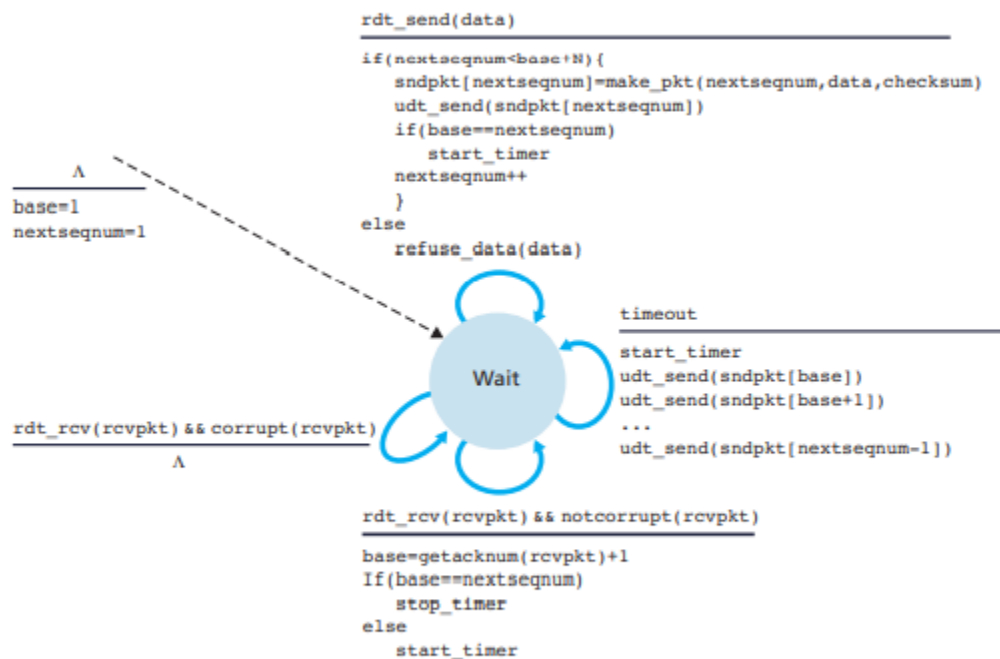 rdt_send(data)
if(nextseqnum<base+N){
sndpkt[nextseqnum]=make_pkt(nextseqnum,data,checksum)
udt_send(sndpkt[nextseqnum])
if(base==nextseqnum)
start_timer
nextseqnum++
}
else
refuse_data(data)
Λ
base=1
nextseqnum=1
timeout
start_timer
udt_send(sndpkt[base])
udt_send(sndpkt[base+1])
...
udt_send(sndpkt[nextseqnum-1])
Wait
rdt_rcv(rcvpkt) && corrupt(rcvpkt)
Λ
rdt_rcv(rcvpkt) && notcorrupt(rcvpkt)
base=getacknum(rcvpkt)+1
If(base==nextseqnum)
stop_timer
else
start_timer